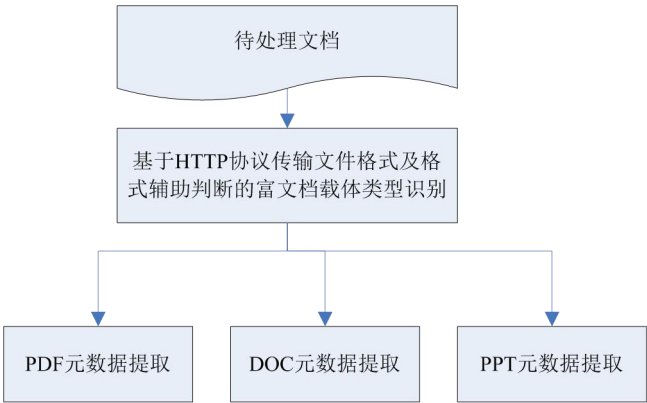 待处理文档
基于HTTP协议传输文件格式及格
式辅助判断的富文档载体类型识别
PDF元数据提取
DOC元数据提取
PPT元数据提取